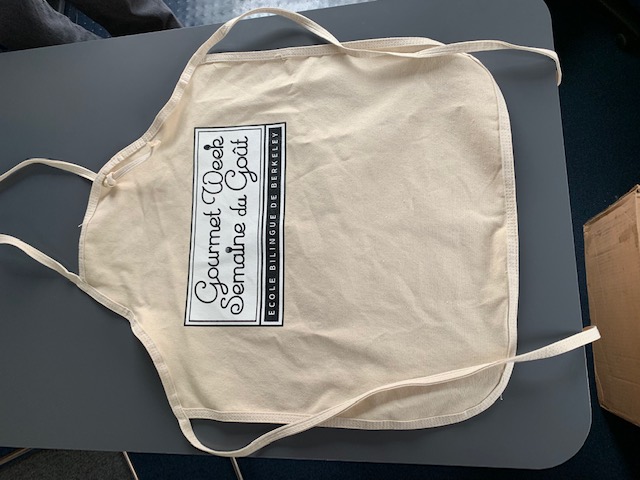 Gourmet Week
Semaine du Goût
ECOLE BILINGUE DE BERKELEY